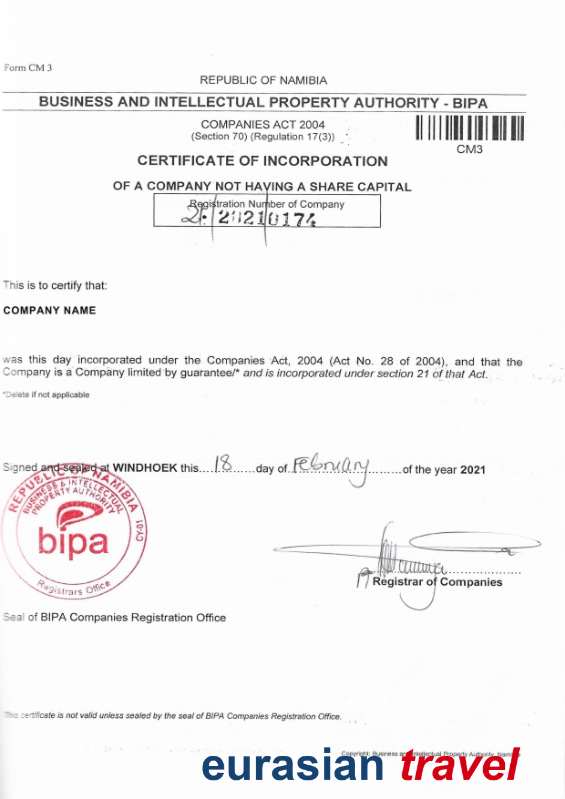 Form CM 3
REPUBLIC OF NAMIBIA
BUSINESS AND INTELLECTUAL PROPERTY AUTHORITY - BIPA
COMPANIES ACT 2004
(Section 70) (Regulation 17(3))
CM3
CERTIFICATE OF INCORPORATION
OF A COMPANY NOT HAVING A SHARE CAPITAL
Registration Number of Company
21/20210174
This is to certify that:
COMPANY NAME
was this day incorporated under the Companies Act, 2004 (Act No. 28 of 2004), and that the
Company is a Company limited by guarantee/* and is incorporated under section 21 of that Act.
*Delete if not applicable
Signed and sealed at WINDHOEK this....18......day of February.......of the year 2021
REPUBLIC OF NAMIBIA
BUSINESS & INTELLECTUAL
PROPERTY AUTHORITY
bipa
Registrars Office
Registrar of Companies
Seal of BIPA Companies Registration Office
This certificate is not valid unless sealed by the seal of BIPA Companies Registration Office.
Copyright: Business and Intellectual Property Authority,
eurasian travel